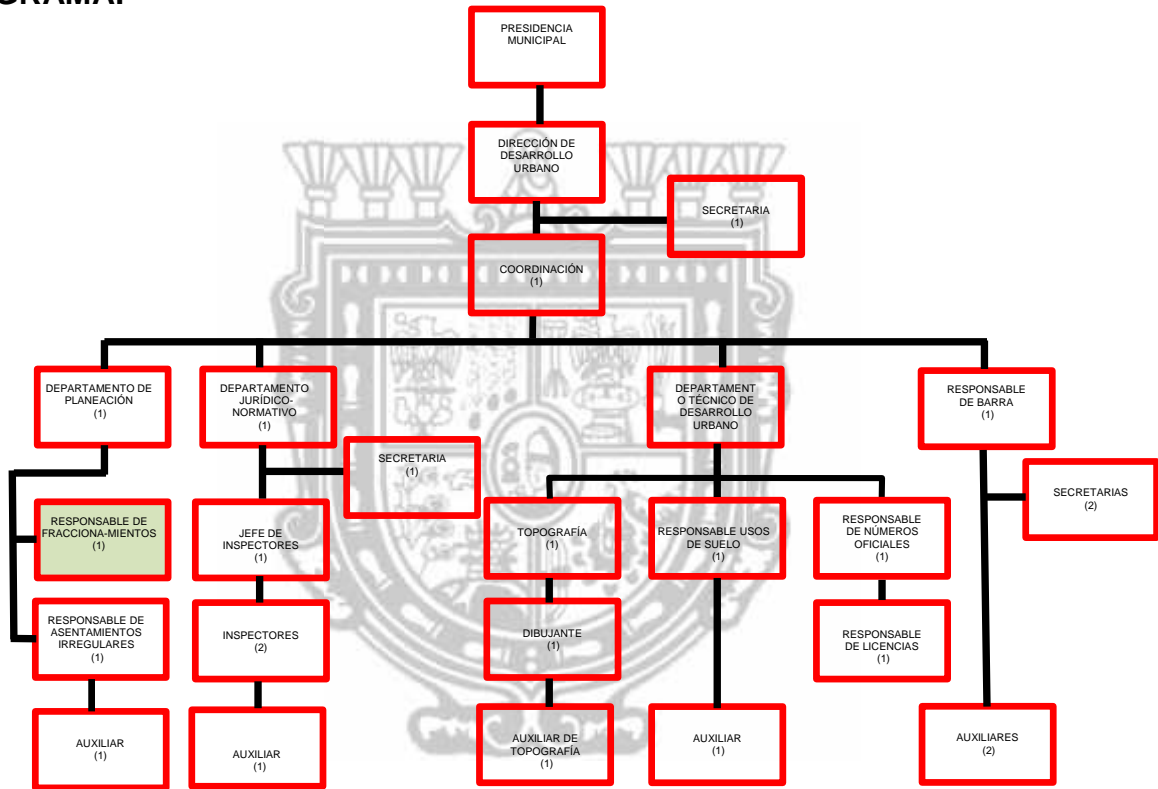 PRESIDENCIA
MUNICIPAL
DIRECCIÓN DE
DESARROLLO
URBANO
SECRETARIA
(1)
COORDINACIÓN
(1)
DEPARTAMENTO DE
PLANEACIÓN
(1)
DEPARTAMENTO
JURÍDICO-
NORMATIVO
(1)
DEPARTAMENT
O TÉCNICO DE
DESARROLLO
URBANO
RESPONSABLE
DE BARRA
(1)
SECRETARIA
(1)
SECRETARIAS
(2)
RESPONSABLE DE
FRACCIONA-MIENTOS
(1)
JEFE DE
INSPECTORES
(1)
TOPOGRAFÍA
(1)
RESPONSABLE USOS
DE SUELO
(1)
RESPONSABLE
DE NÚMEROS
OFICIALES
(1)
RESPONSABLE DE
ASENTAMIENTOS
IRREGULARES
(1)
INSPECTORES
(2)
DIBUJANTE
(1)
RESPONSABLE
DE LICENCIAS
(1)
AUXILIAR
(1)
AUXILIAR
(1)
AUXILIAR DE
TOPOGRAFÍA
(1)
AUXILIAR
(1)
AUXILIARES
(2)